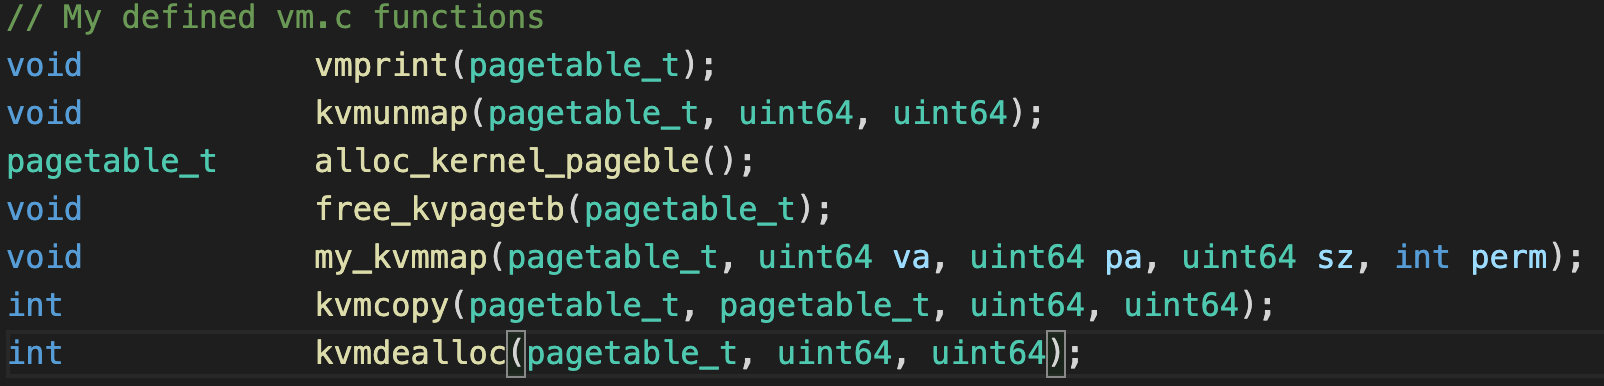 // My defined vm.c functions
void vmprint(pagetable_t);
void kvmunmap(pagetable_t, uint64, uint64);
pagetable_t alloc_kernel_pageble();
void free_kvpagetb(pagetable_t);
void my_kvmmap(pagetable_t, uint64 va, uint64 pa, uint64 sz, int perm);
int kvmcopy(pagetable_t, pagetable_t, uint64, uint64);
int kvmdealloc(pagetable_t, uint64, uint64);